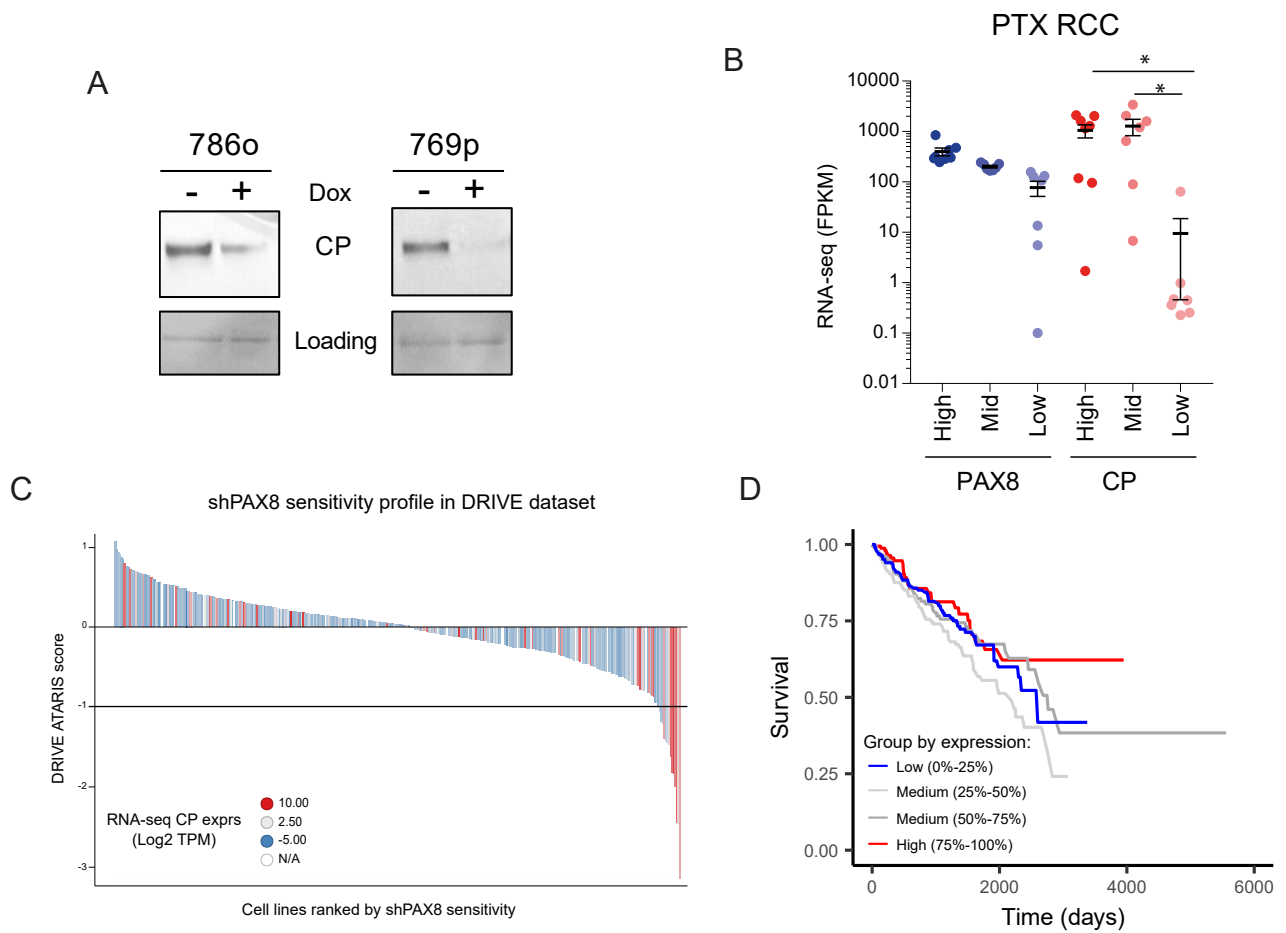 A
786o
769p
- + Dox - +
CP
Loading
B
PTX RCC
RNA-seq (FPKM)
10000
1000
100
10
1
0.1
0.01
*
*
High Mid Low High Mid Low
PAX8 CP
C
shPAX8 sensitivity profile in DRIVE dataset
DRIVE ATARIS score
1
0
-1
-2
-3
RNA-seq CP exprs
(Log2 TPM)
10.00
2.50
-5.00
N/A
Cell lines ranked by shPAX8 sensitivity
D
Survival
1.00
0.75
0.50
0.25
0.00
Group by expression:
Low (0%-25%)
Medium (25%-50%)
Medium (50%-75%)
High (75%-100%)
0 2000 4000 6000
Time (days)